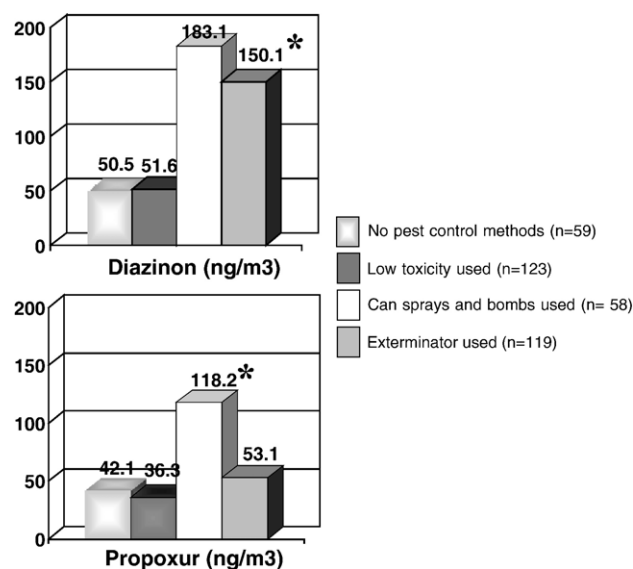 200
183.1
*
150.1
150
100
50.5 51.6
50
0
Diazinon (ng/m3)
No pest control methods (n=59)
Low toxicity used (n=123)
Can sprays and bombs used (n= 58)
Exterminator used (n=119)
200
150
118.2*
100
53.1
50
42.1 36.3
0
Propoxur (ng/m3)